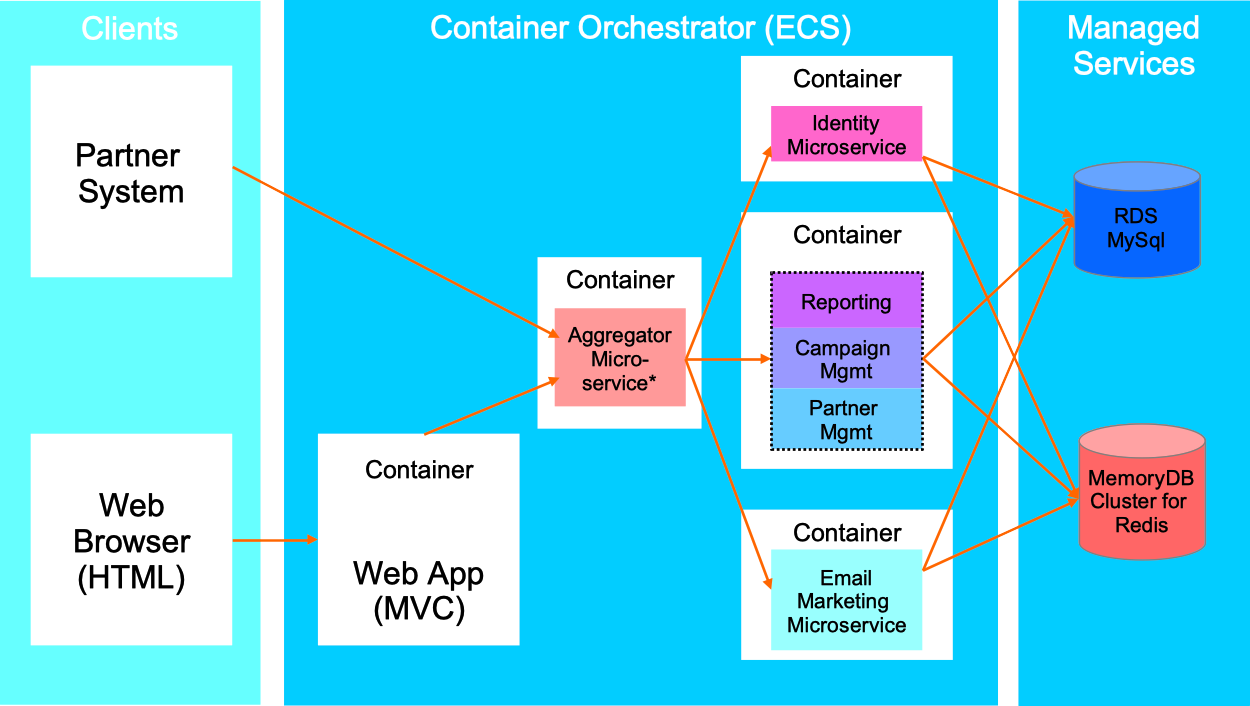 Clients
Partner
System
Web
Browser
(HTML)
Container Orchestrator (ECS)
Container
Web App
(MVC)
Container
Aggregator
Micro-
service*
Container
Identity
Microservice
Container
Reporting
Campaign
Mgmt
Partner
Mgmt
Container
Email
Marketing
Microservice
Managed
Services
RDS
MySql
MemoryDB
Cluster for
Redis